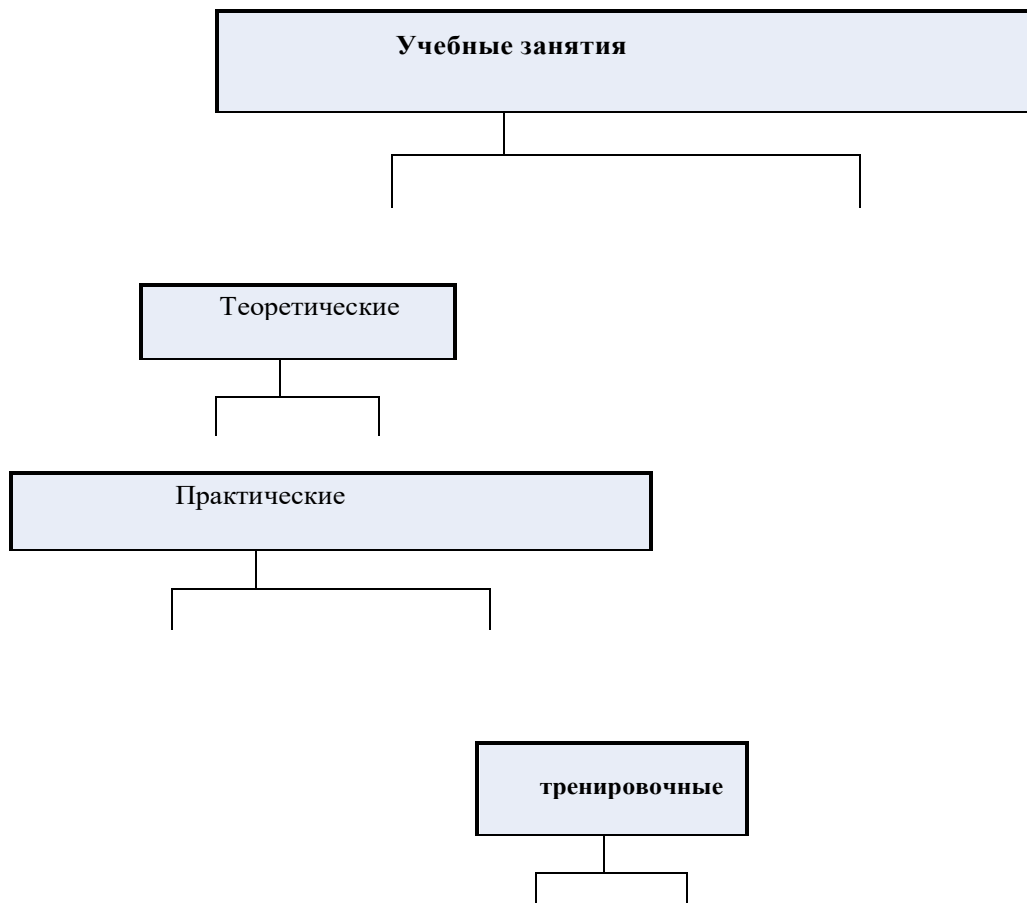 Учебные занятия
Теоретические
Практические
тренировочные